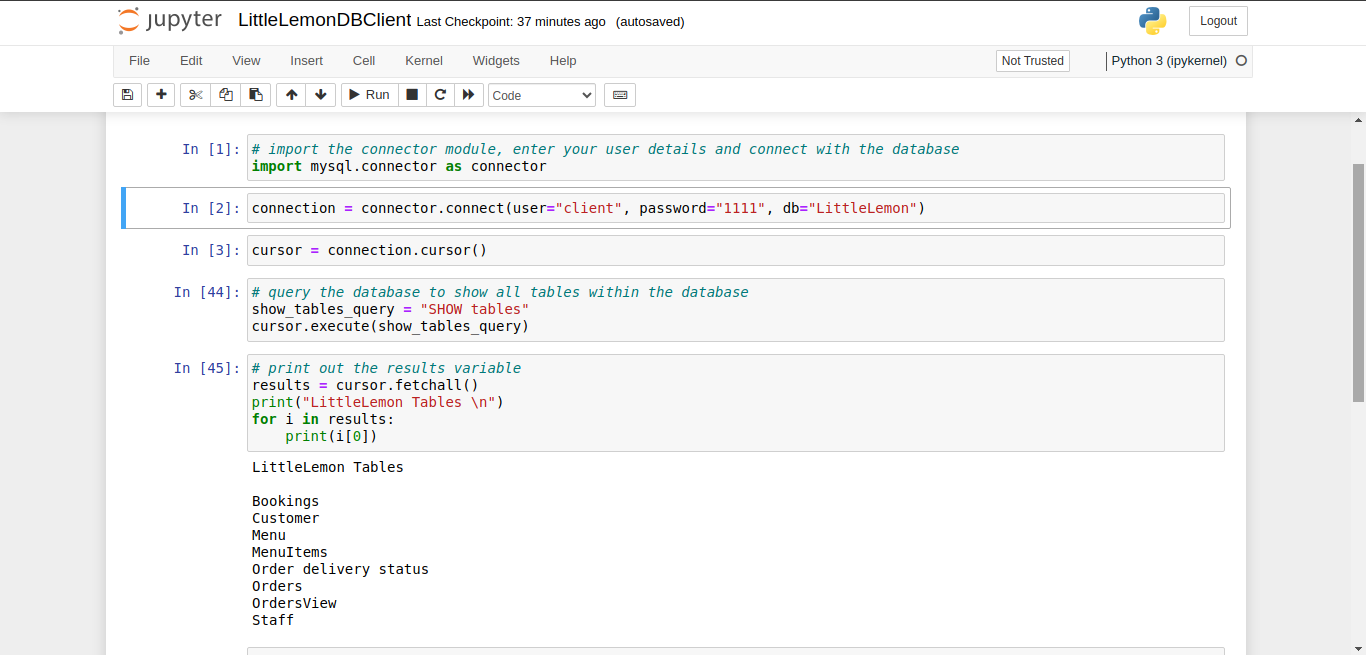 jupyter LittleLemonDBClient Last Checkpoint: 37 minutes ago (autosaved) Logout
File Edit View Insert Cell Kernel Widgets Help Not Trusted Python 3 (ipykernel)
Run Code
In [1]: # import the connector module, enter your user details and connect with the database
import mysql.connector as connector
In [2]: connection = connector.connect(user="client", password="1111", db="LittleLemon")
In [3]: cursor = connection.cursor()
In [44]: # query the database to show all tables within the database
show_tables_query = "SHOW tables"
cursor.execute(show_tables_query)
In [45]: # print out the results variable
results = cursor.fetchall()
print("LittleLemon Tables \n")
for i in results:
    print(i[0])
LittleLemon Tables
Bookings
Customer
Menu
MenuItems
Order delivery status
Orders
OrdersView
Staff